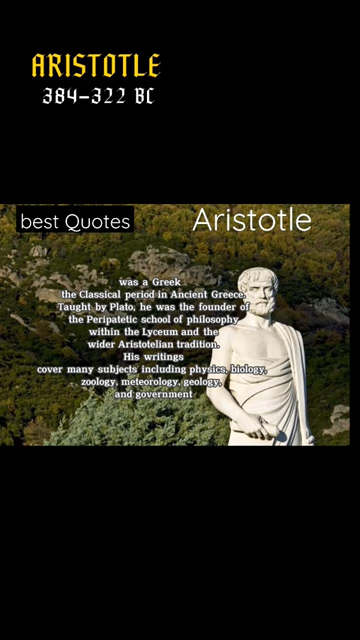 ARISTOTLE
384–322 BC
best Quotes
Aristotle
was a Greek
the Classical period in Ancient Greece.
Taught by Plato, he was the founder of
the Peripatetic school of philosophy
within the Lyceum and the
wider Aristotelian tradition.
His writings
cover many subjects including physics, biology,
zoology, meteorology, geology,
and government